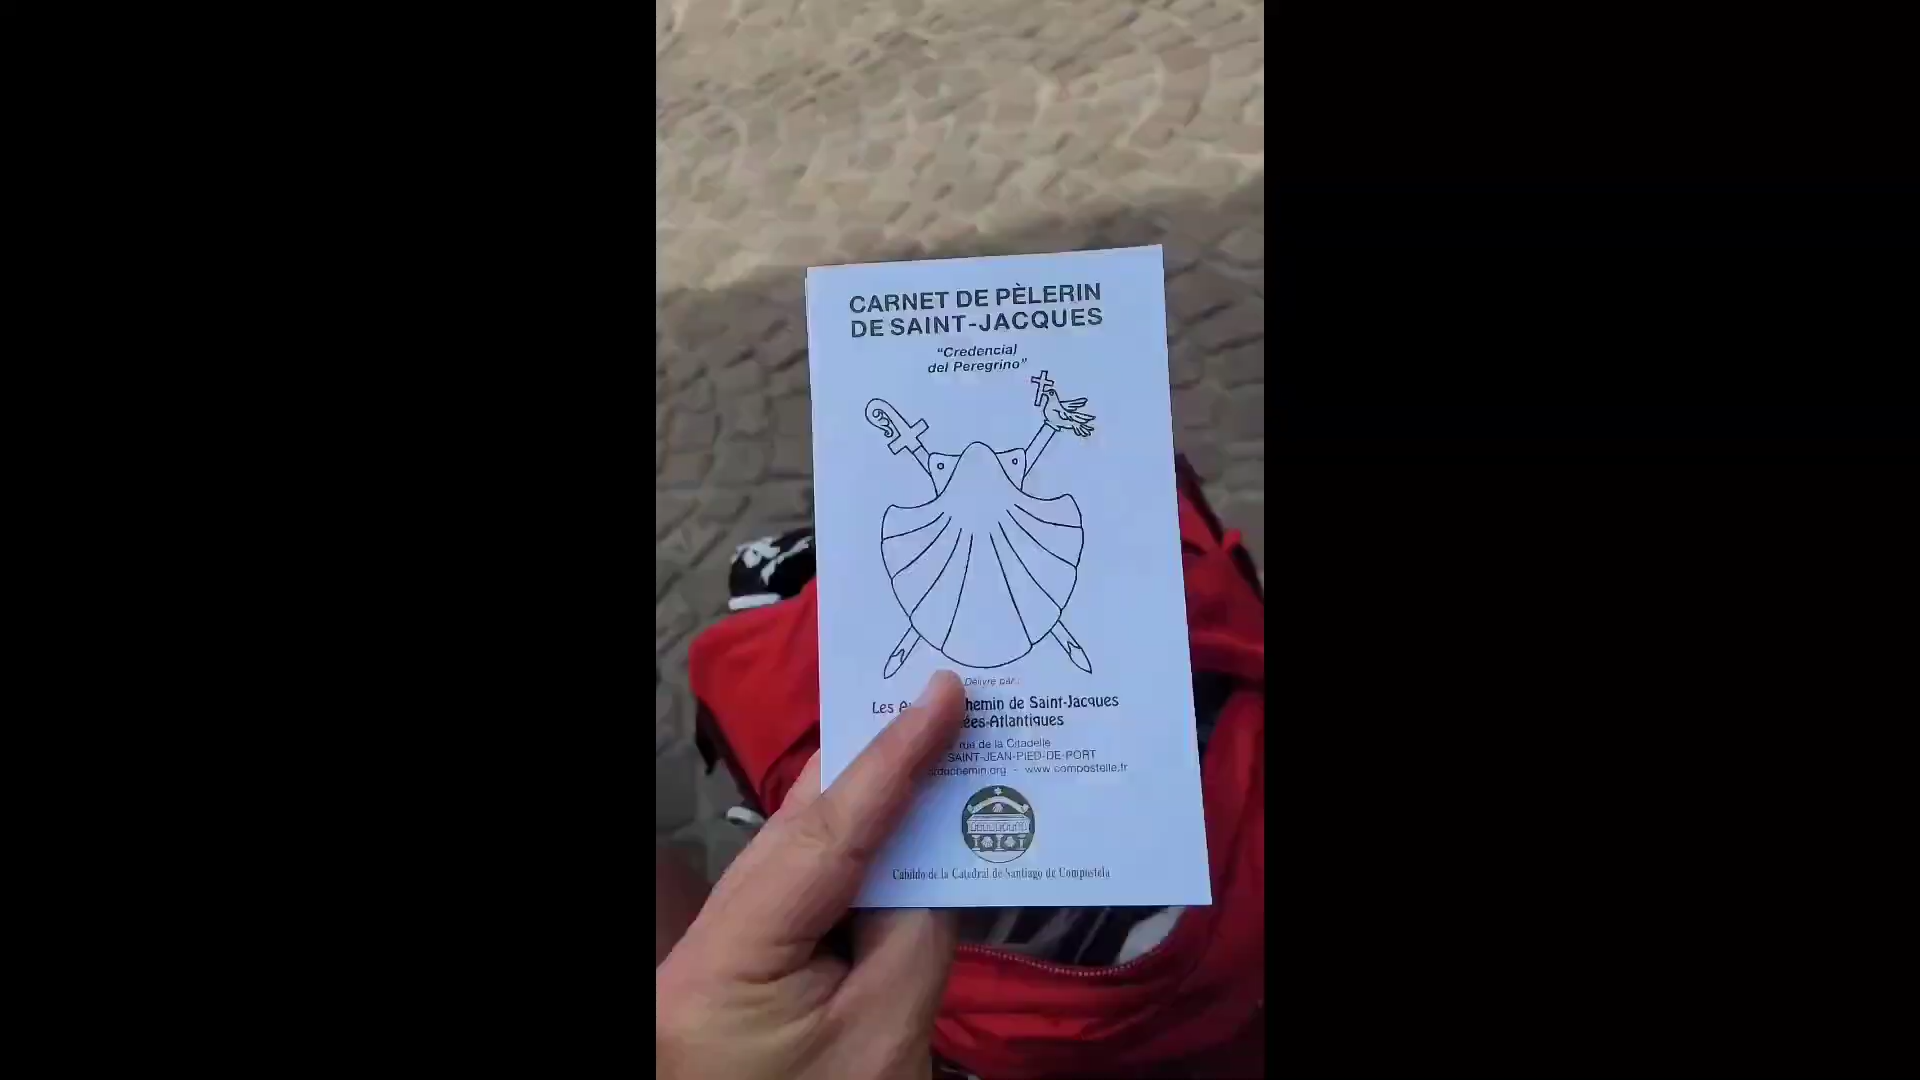 CARNET DE PÈLERIN
DE SAINT-JACQUES
"Credencial
del Peregrino"
Délivré par :
Les hemin de Saint-Jacques
ées-Atlantiques
rue de la Citadelle
SAINT-JEAN-PIED-DE-PORT
- www.compostelle.fr
Cabildo de la Catedral de Santiago de Compostela